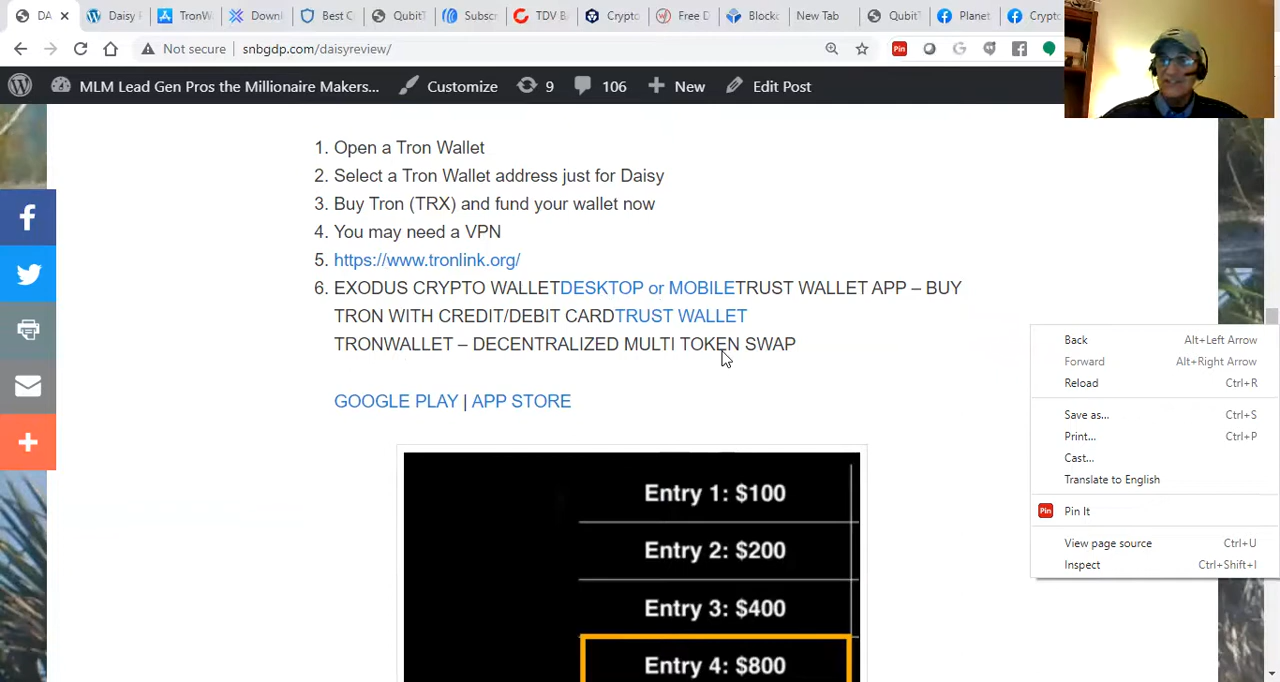 DA
Daisy
TronW
Downl
Best C
QubiT
Subscr
TDV B
Crypto
Free D
Blockc
New Tab
QubiT
Planet
Crypto
Not secure
snbgdp.com/daisyreview/
Pin
MLM Lead Gen Pros the Millionaire Makers...
Customize
9
106
New
Edit Post
1. Open a Tron Wallet
2. Select a Tron Wallet address just for Daisy
3. Buy Tron (TRX) and fund your wallet now
4. You may need a VPN
5. https://www.tronlink.org/
6. EXODUS CRYPTO WALLETDESKTOP or MOBILETRUST WALLET APP – BUY
TRON WITH CREDIT/DEBIT CARDTRUST WALLET
TRONWALLET – DECENTRALIZED MULTI TOKEN SWAP
GOOGLE PLAY | APP STORE
Entry 1: $100
Entry 2: $200
Entry 3: $400
Entry 4: $800
Back Alt+Left Arrow
Forward Alt+Right Arrow
Reload Ctrl+R
Save as... Ctrl+S
Print... Ctrl+P
Cast...
Translate to English
Pin Pin It
View page source Ctrl+U
Inspect Ctrl+Shift+I